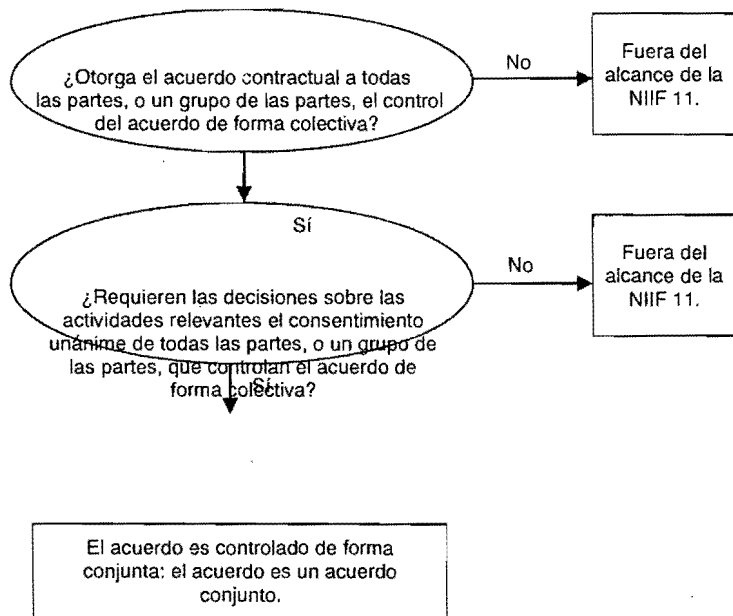 ¿Otorga el acuerdo contractual a todas
las partes, o un grupo de las partes, el control
del acuerdo de forma colectiva?
No
Fuera del
alcance de la
NIIF 11.
Sí
¿Requieren las decisiones sobre las
actividades relevantes el consentimiento
unánime de todas las partes, o un grupo de
las partes, que controlan el acuerdo de
forma colectiva?
No
Fuera del
alcance de la
NIIF 11.
Sí
El acuerdo es controlado de forma
conjunta: el acuerdo es un acuerdo
conjunto.